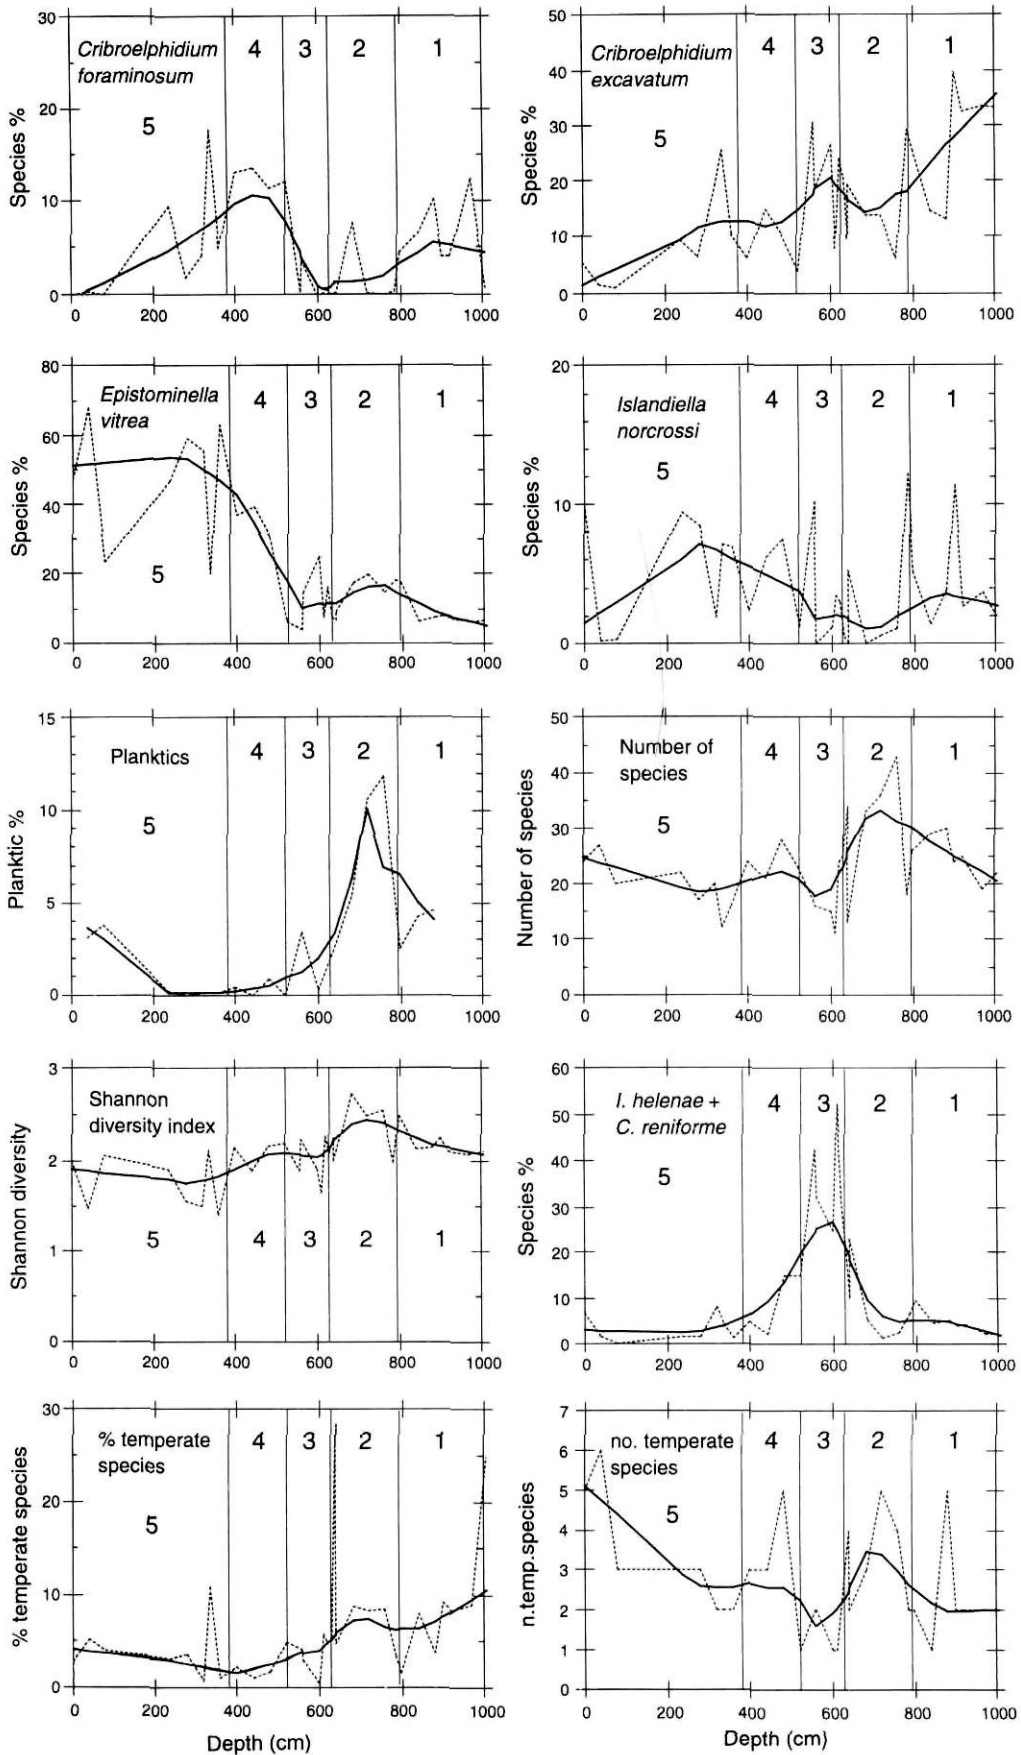 30
20
10
0
Species %
Cribroelphidium
foraminosum
5
4
3
2
1
0 200 400 600 800 1000
50
40
30
20
10
0
Species %
Cribroelphidium
excavatum
5
4
3
2
1
0 200 400 600 800 1000
80
60
40
20
0
Species %
Epistominella
vitrea
5
4
3
2
1
0 200 400 600 800 1000
20
10
0
Species %
Islandiella
norcrossi
5
4
3
2
1
0 200 400 600 800 1000
15
10
5
0
Planktic %
Planktics
5
4
3
2
1
0 200 400 600 800 1000
50
40
30
20
10
0
Number of species
Number of
species
5
4
3
2
1
0 200 400 600 800 1000
3
2
1
0
Shannon diversity
Shannon
diversity index
5
4
3
2
1
0 200 400 600 800 1000
60
50
40
30
20
10
0
Species %
I. helenae +
C. reniforme
5
4
3
2
1
0 200 400 600 800 1000
30
20
10
0
% temperate species
% temperate
species
5
4
3
2
1
0 200 400 600 800 1000
Depth (cm)
7
6
5
4
3
2
1
0
n.temp.species
no. temperate
species
5
4
3
2
1
0 200 400 600 800 1000
Depth (cm)